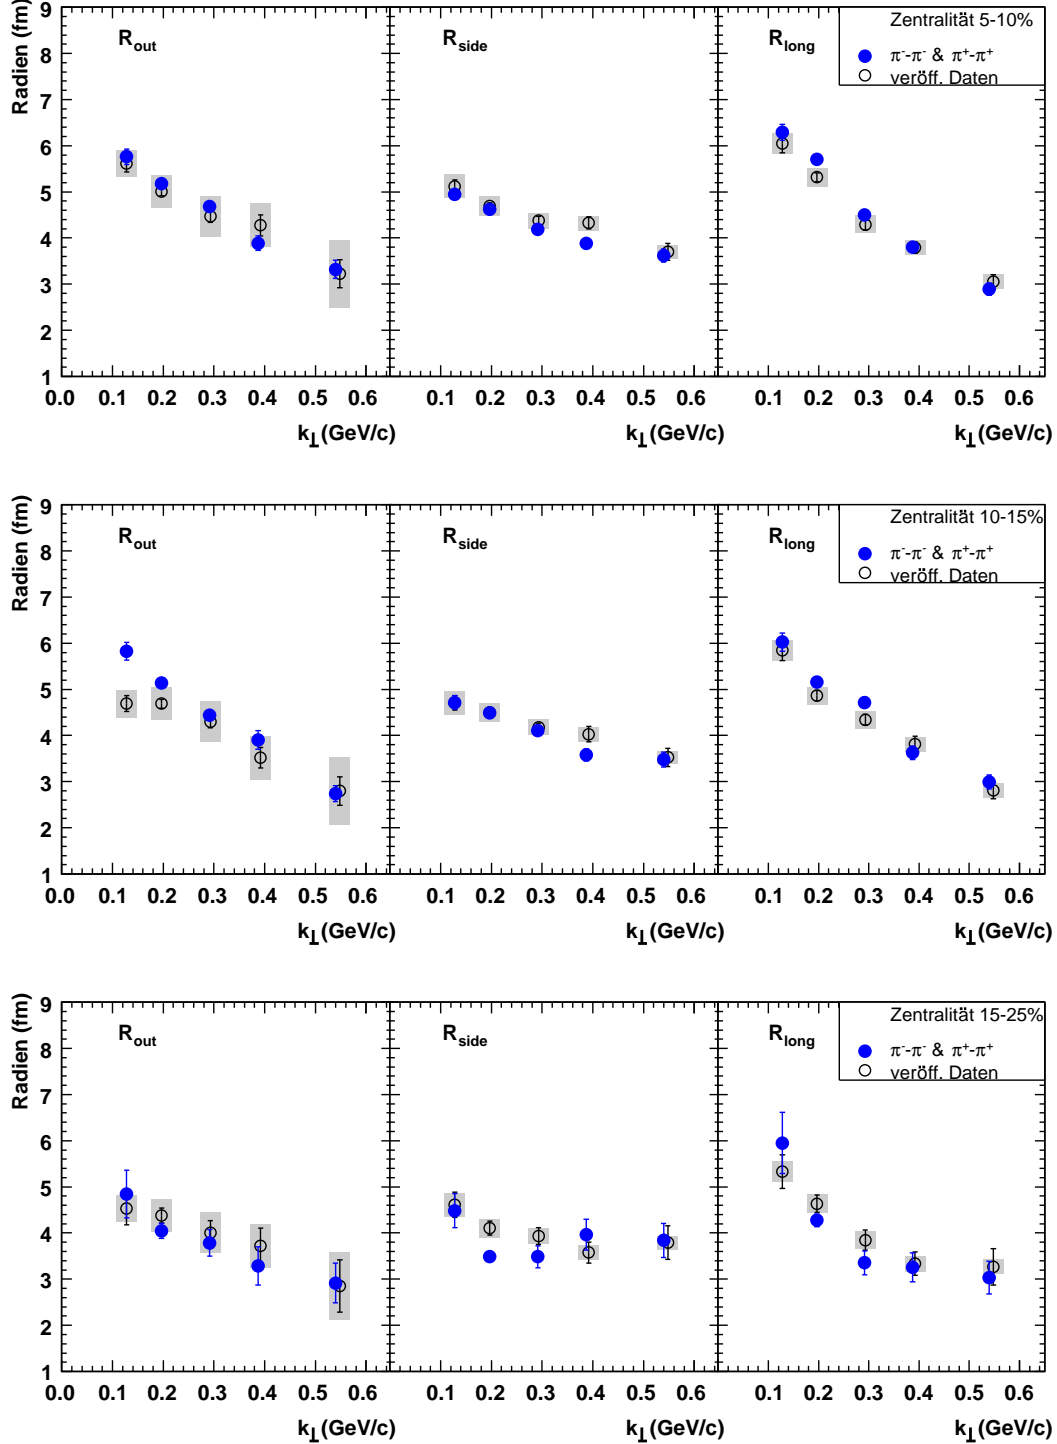 Radien (fm)
R_out
R_side
R_long
Zentralität 5-10%
π⁻-π⁻ & π⁺-π⁺
veröff. Daten
9
8
7
6
5
4
3
2
1
0.0 0.1 0.2 0.3 0.4 0.5 0.6 0.1 0.2 0.3 0.4 0.5 0.6 0.1 0.2 0.3 0.4 0.5 0.6
k⊥(GeV/c) k⊥(GeV/c) k⊥(GeV/c)
Radien (fm)
R_out
R_side
R_long
Zentralität 10-15%
π⁻-π⁻ & π⁺-π⁺
veröff. Daten
9
8
7
6
5
4
3
2
1
0.0 0.1 0.2 0.3 0.4 0.5 0.6 0.1 0.2 0.3 0.4 0.5 0.6 0.1 0.2 0.3 0.4 0.5 0.6
k⊥(GeV/c) k⊥(GeV/c) k⊥(GeV/c)
Radien (fm)
R_out
R_side
R_long
Zentralität 15-25%
π⁻-π⁻ & π⁺-π⁺
veröff. Daten
9
8
7
6
5
4
3
2
1
0.0 0.1 0.2 0.3 0.4 0.5 0.6 0.1 0.2 0.3 0.4 0.5 0.6 0.1 0.2 0.3 0.4 0.5 0.6
k⊥(GeV/c) k⊥(GeV/c) k⊥(GeV/c)